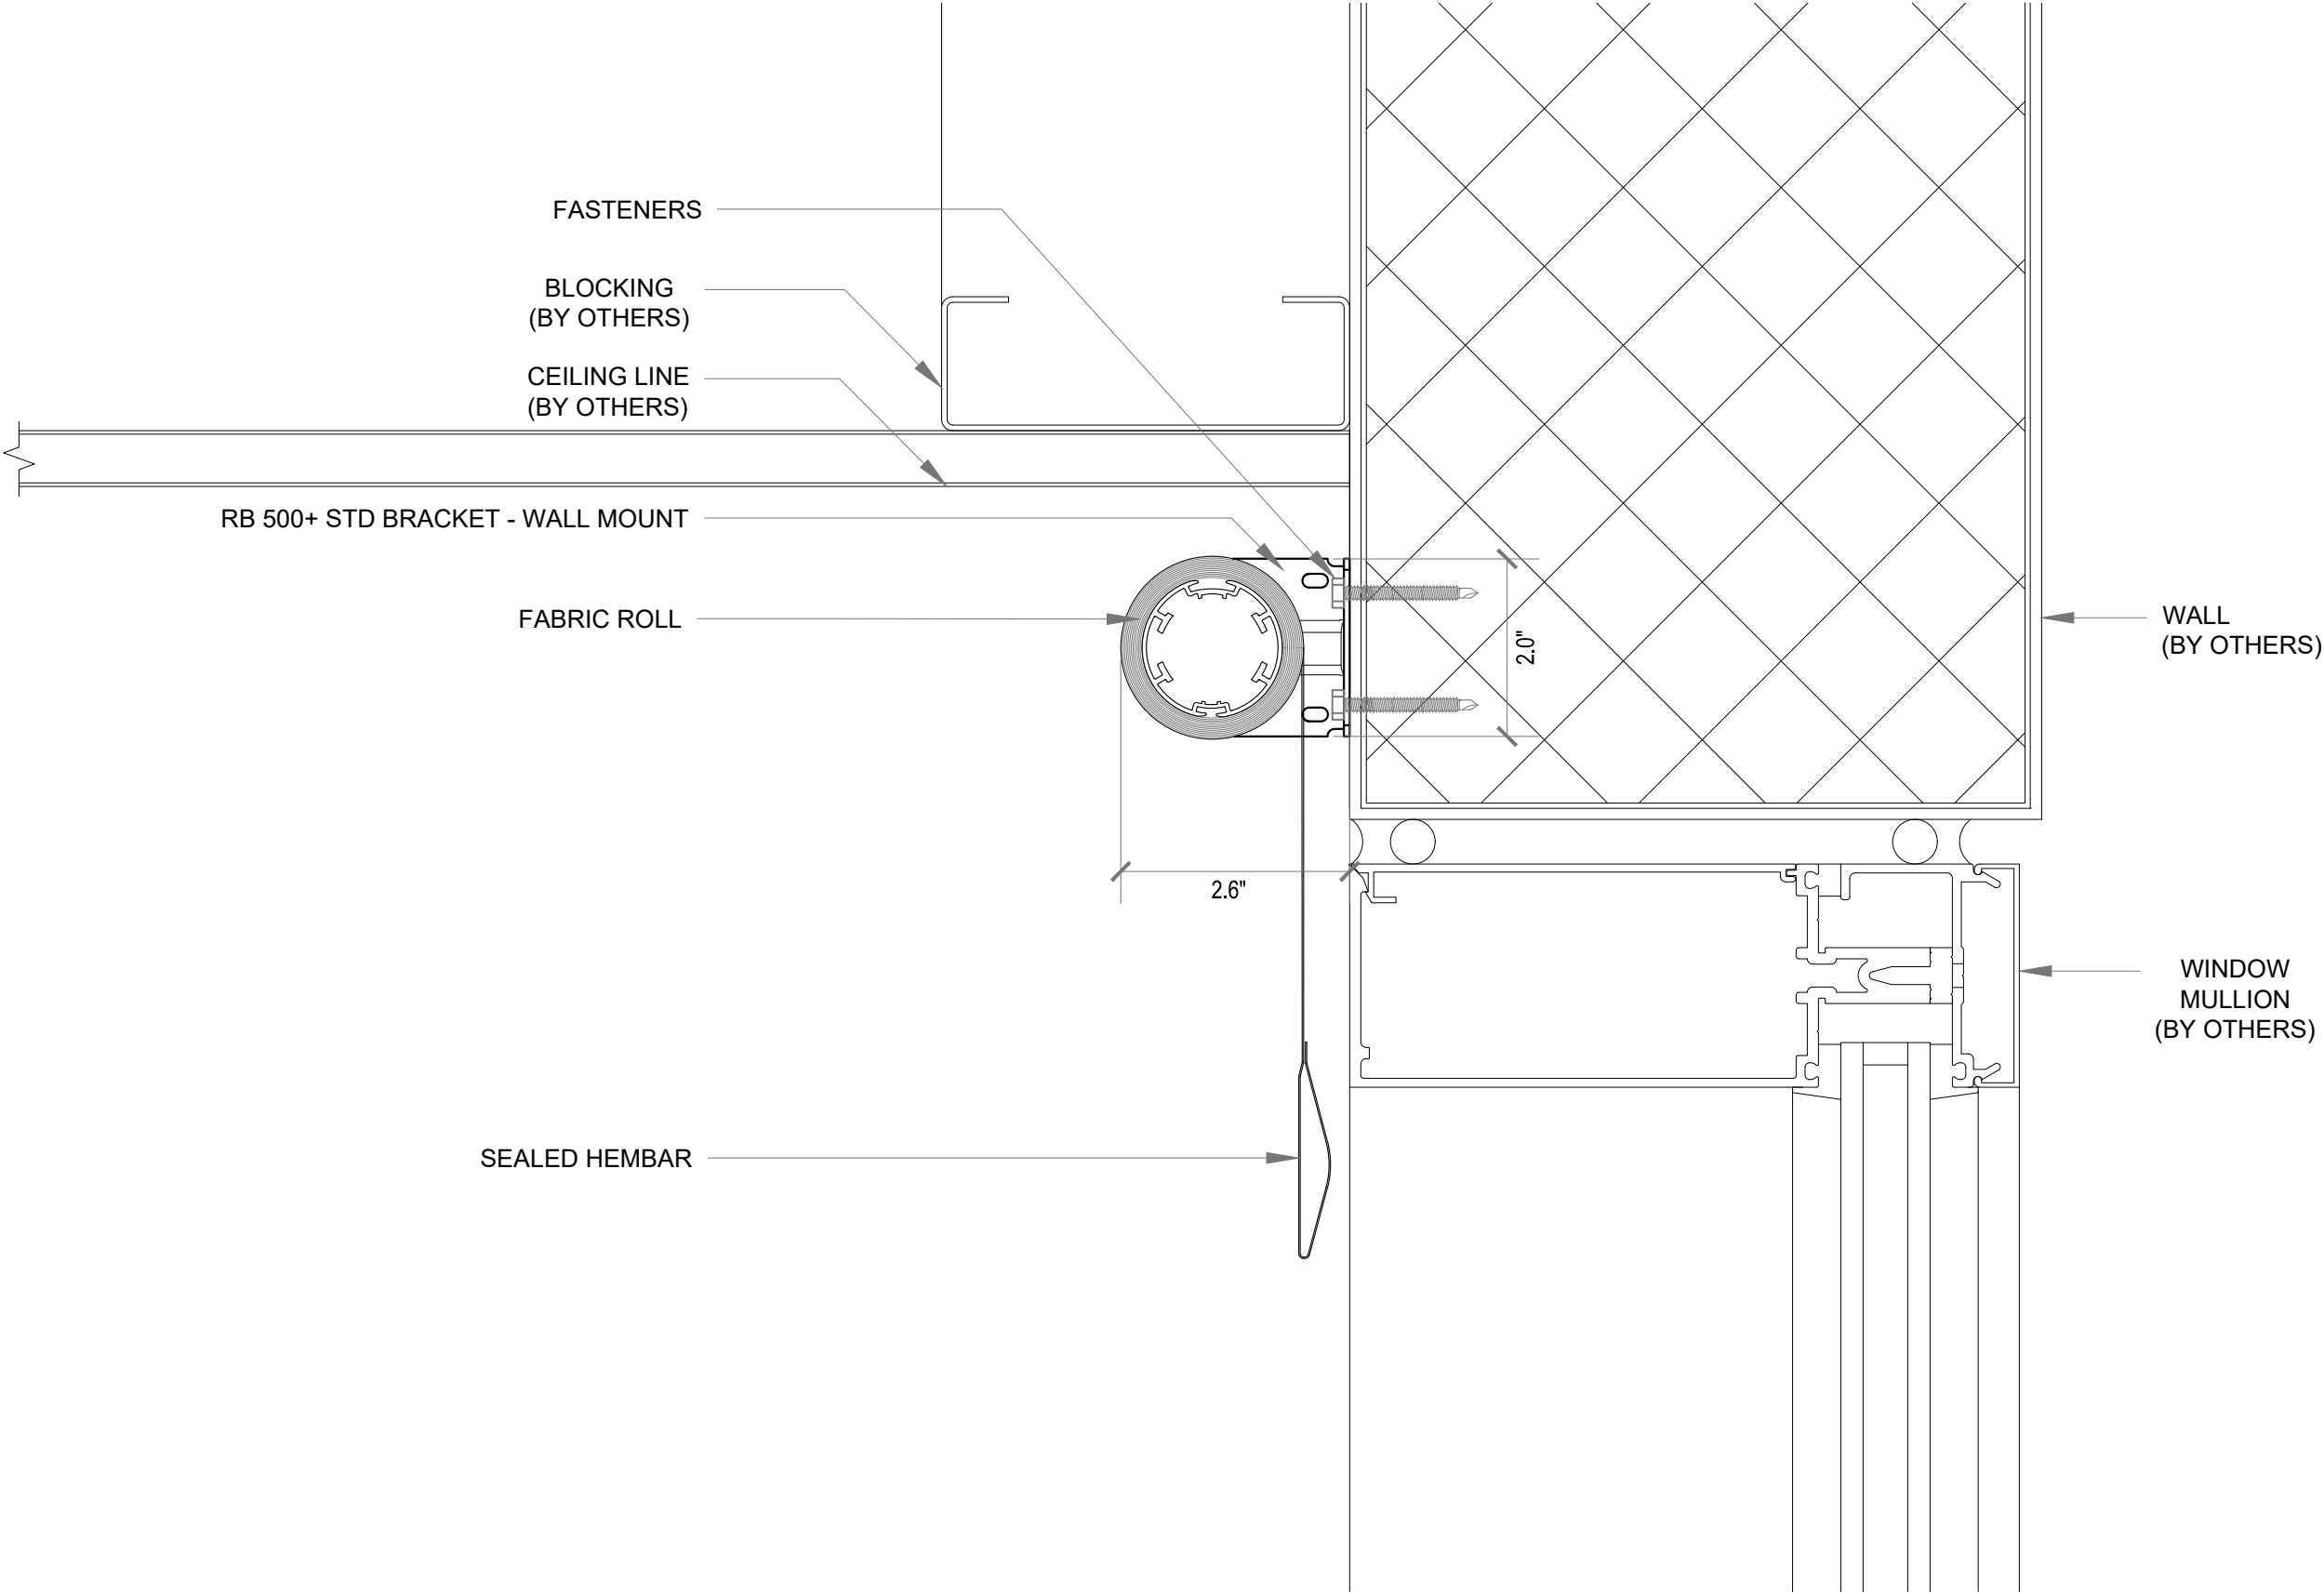 FASTENERS
BLOCKING
(BY OTHERS)
CEILING LINE
(BY OTHERS)
RB 500+ STD BRACKET - WALL MOUNT
FABRIC ROLL
2.0"
WALL
(BY OTHERS)
2.6"
WINDOW
MULLION
(BY OTHERS)
SEALED HEMBAR